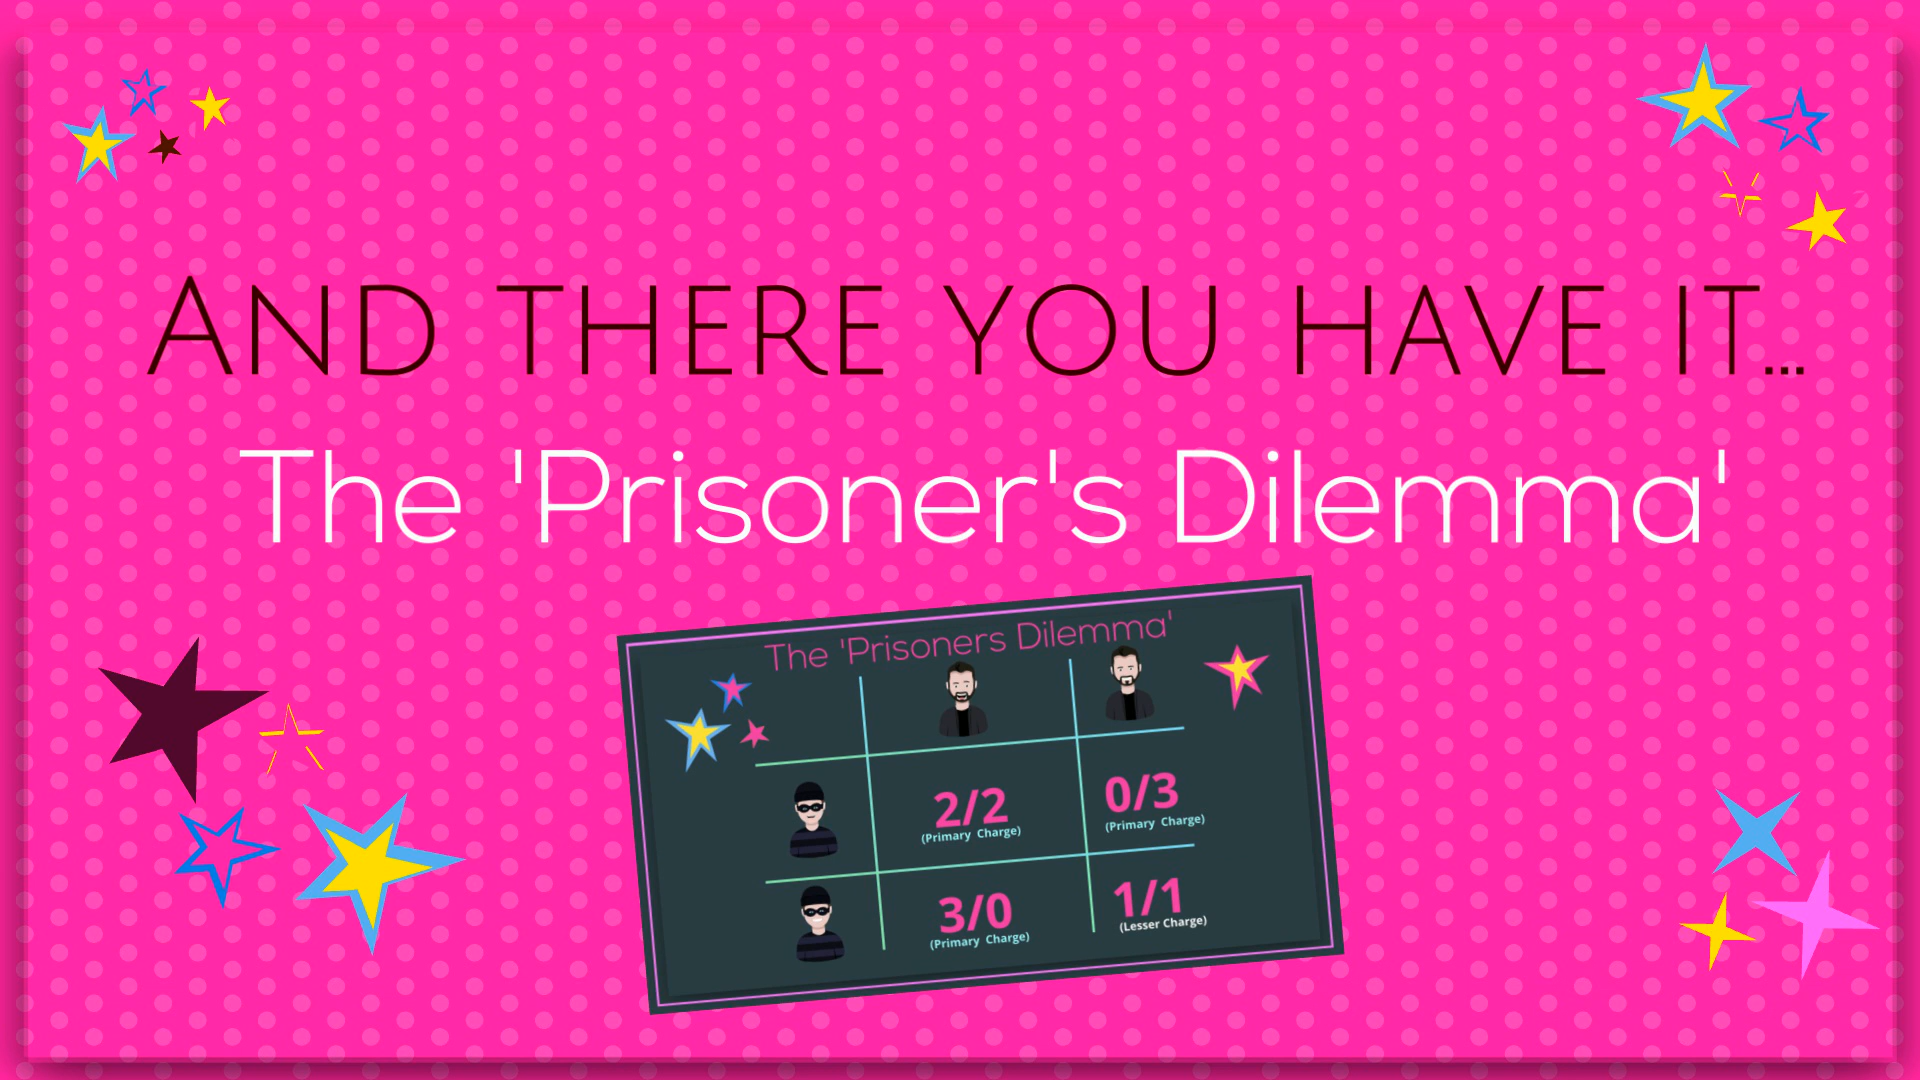 AND THERE YOU HAVE IT...
The 'Prisoner's Dilemma'
The 'Prisoners Dilemma'
2/2 0/3
(Primary Charge) (Primary Charge)
3/0 1/1
(Primary Charge) (Lesser Charge)